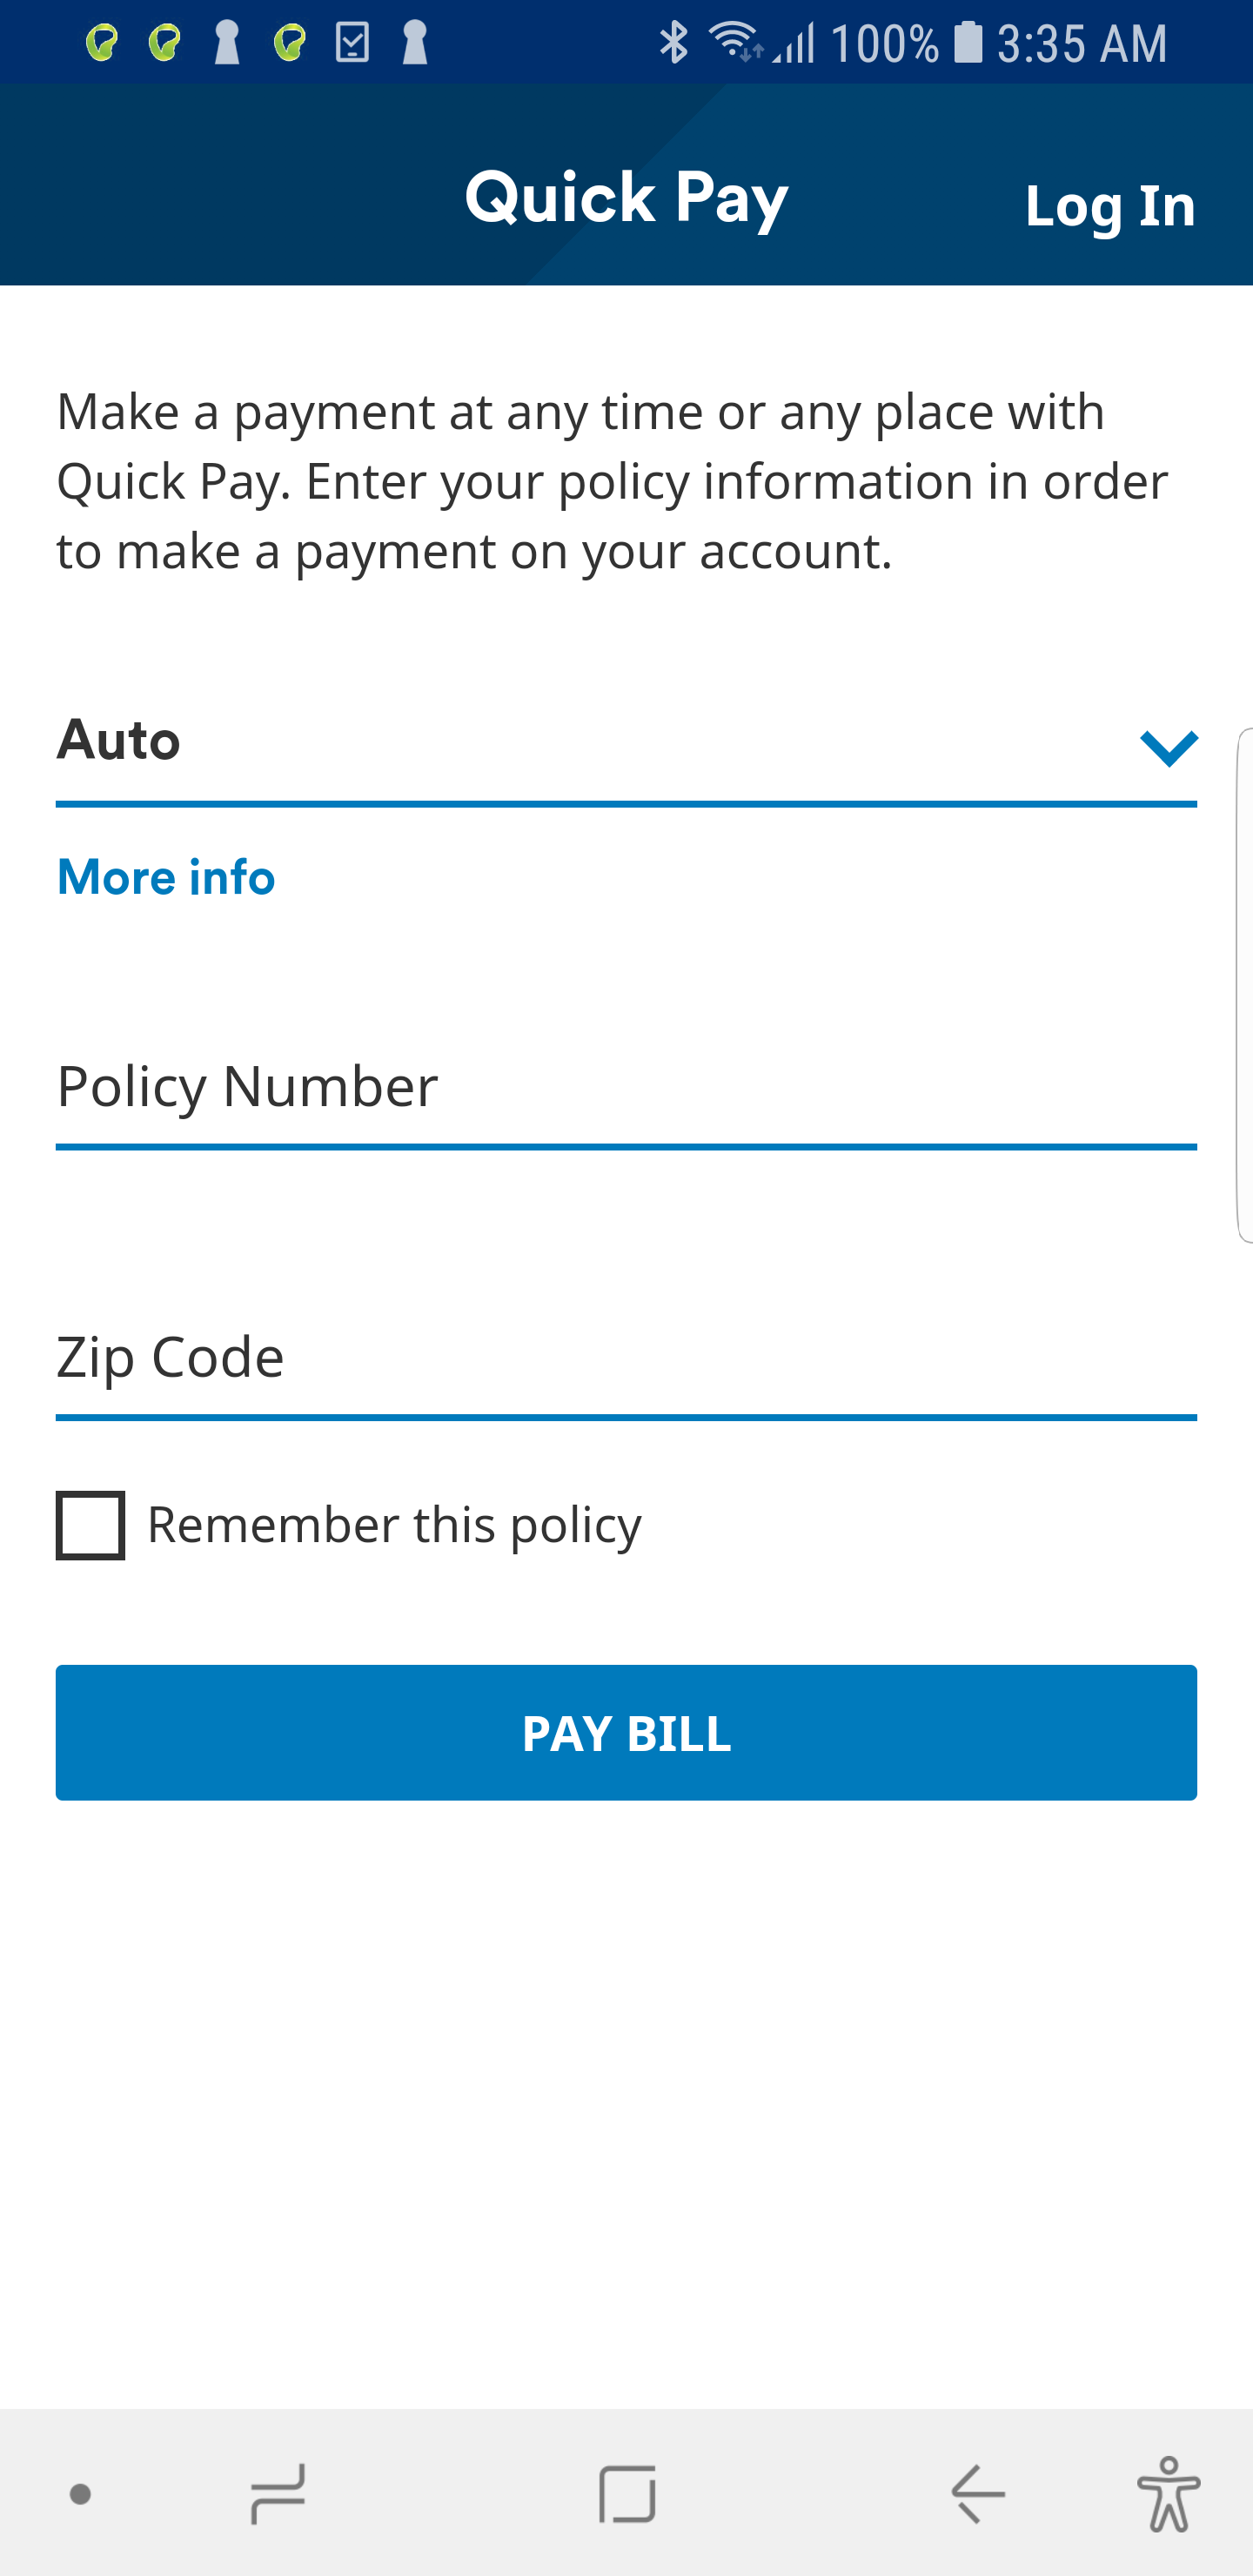 100% 3:35 AM
Quick Pay
Log In
Make a payment at any time or any place with
Quick Pay. Enter your policy information in order
to make a payment on your account.
Auto
More info
Policy Number
Zip Code
Remember this policy
PAY BILL